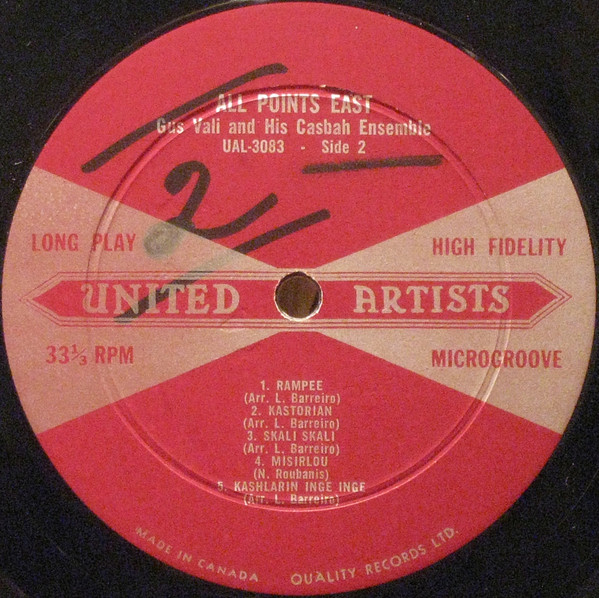 ALL POINTS EAST
Gus Vali and His Casbah Ensemble
UAL-3083 - Side 2
LONG PLAY
HIGH FIDELITY
UNITED ARTISTS
33⅓ RPM
MICROGROOVE
1. RAMPEE
(Arr. L. Barreiro)
2. KASTORIAN
(Arr. L. Barreiro)
3. SKALI SKALI
(Arr. L. Barreiro)
4. MISIRLOU
(N. Roubanis)
5. KASHLARIN INGE INGE
(Arr. L. Barreiro)
MADE IN CANADA QUALITY RECORDS LTD.